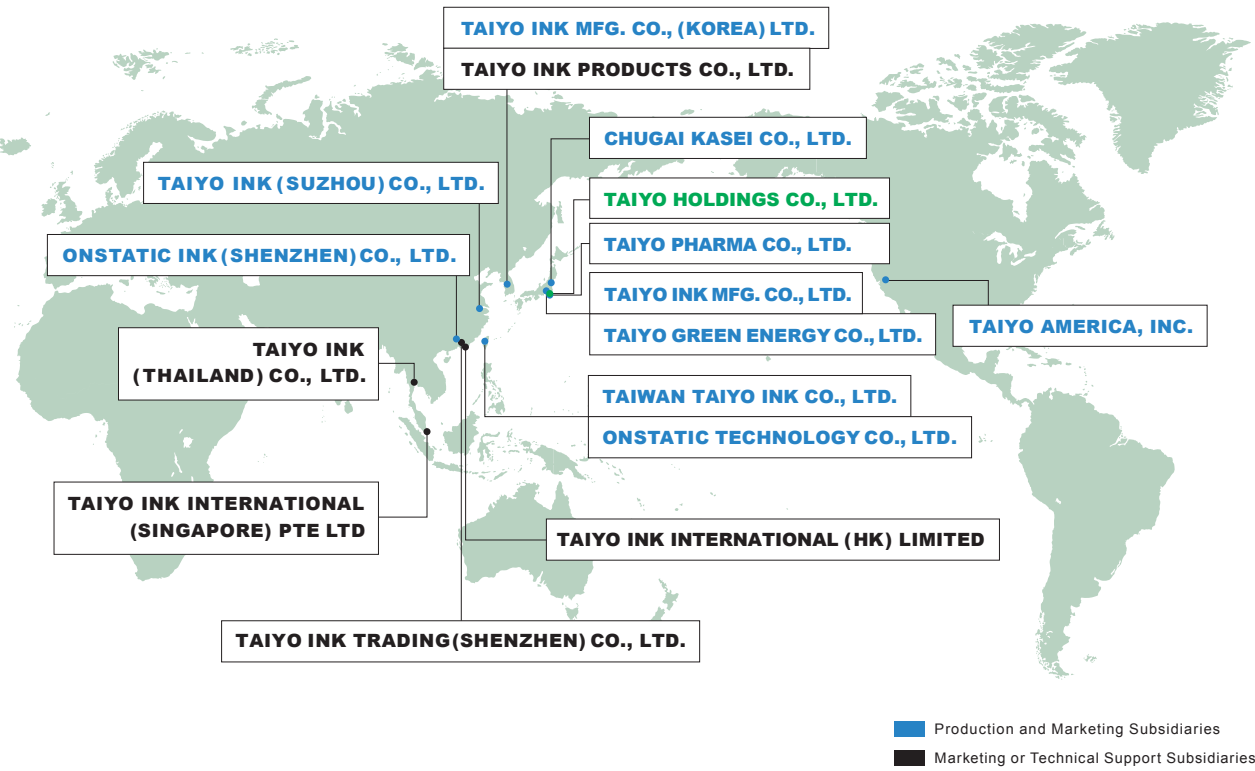 TAIYO INK MFG. CO., (KOREA) LTD.
TAIYO INK PRODUCTS CO., LTD.
CHUGAI KASEI CO., LTD.
TAIYO INK (SUZHOU) CO., LTD.
TAIYO HOLDINGS CO., LTD.
ONSTATIC INK (SHENZHEN) CO., LTD.
TAIYO PHARMA CO., LTD.
TAIYO INK MFG. CO., LTD.
TAIYO GREEN ENERGY CO., LTD.
TAIYO AMERICA, INC.
TAIYO INK
(THAILAND) CO., LTD.
TAIWAN TAIYO INK CO., LTD.
ONSTATIC TECHNOLOGY CO., LTD.
TAIYO INK INTERNATIONAL
(SINGAPORE) PTE LTD
TAIYO INK INTERNATIONAL (HK) LIMITED
TAIYO INK TRADING (SHENZHEN) CO., LTD.
Production and Marketing Subsidiaries
Marketing or Technical Support Subsidiaries